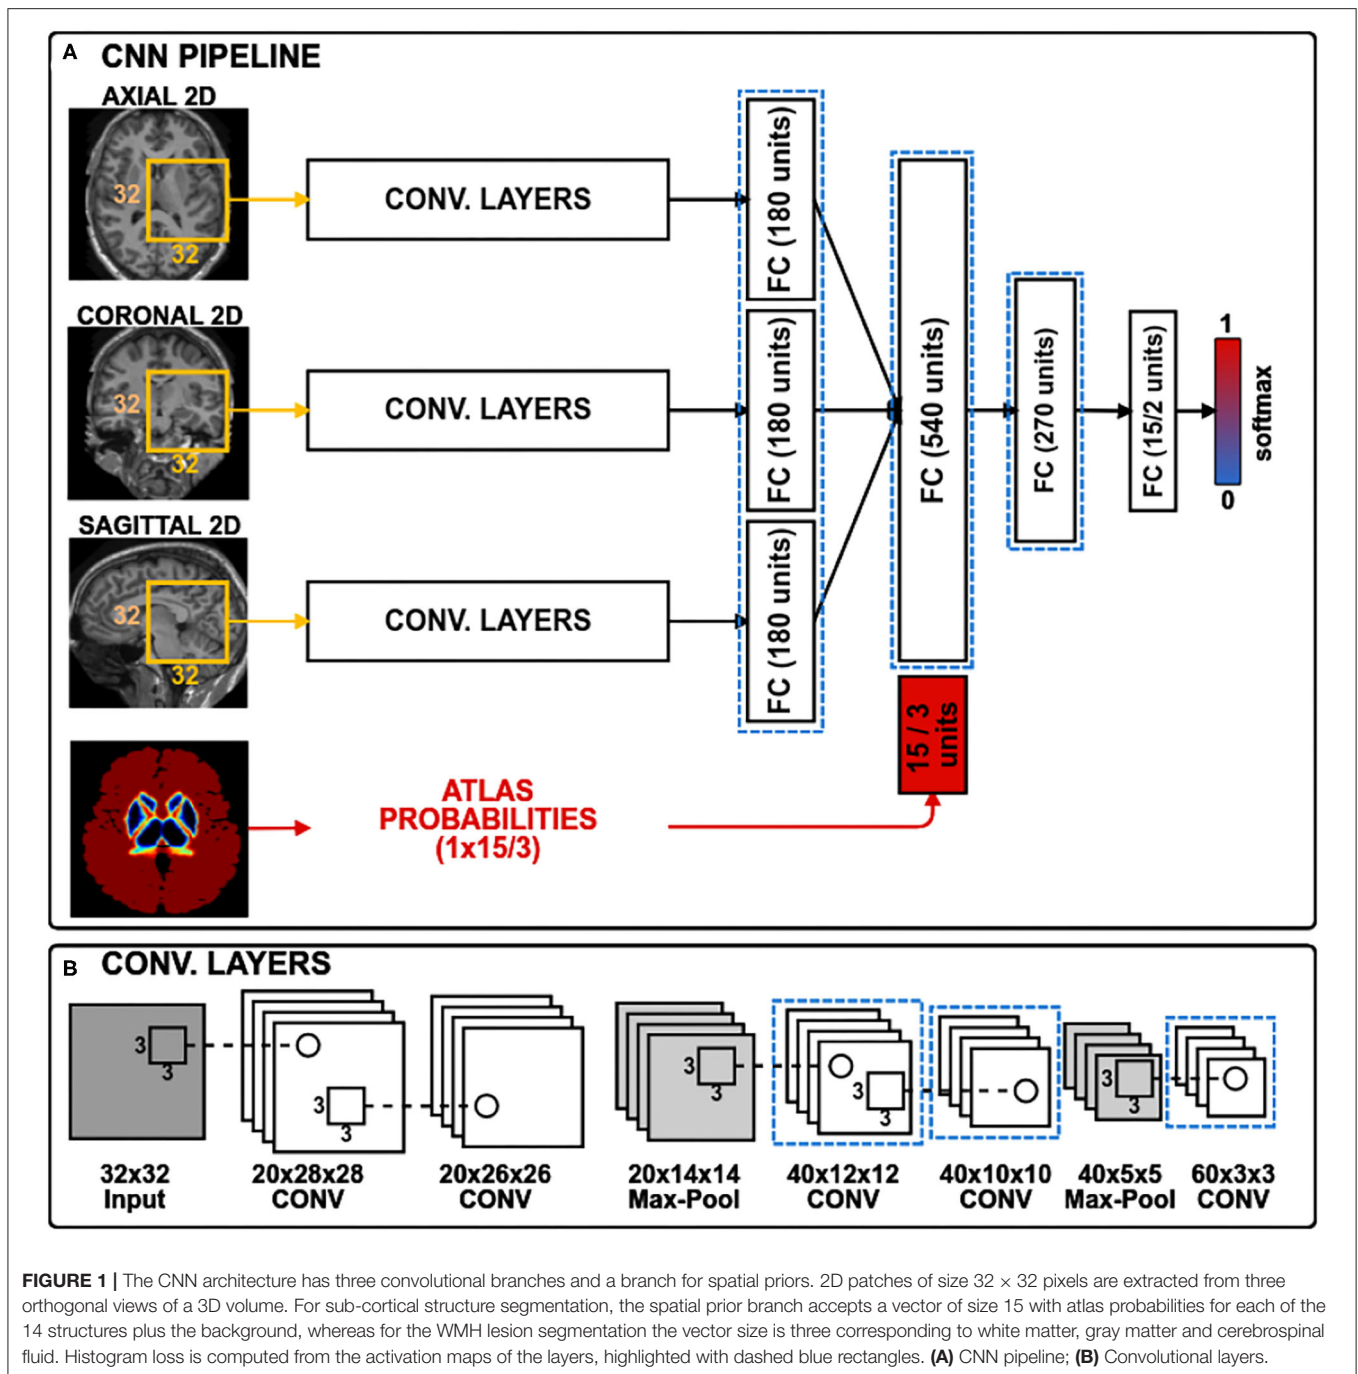 A CNN PIPELINE
AXIAL 2D
32
32
CONV. LAYERS
FC (180 units)
CORONAL 2D
32
32
CONV. LAYERS
FC (180 units)
SAGITTAL 2D
32
32
CONV. LAYERS
FC (180 units)
FC (540 units)
15 / 3
units
FC (270 units)
FC (15/2 units)
1
0
softmax
ATLAS
PROBABILITIES
(1x15/3)
B CONV. LAYERS
3
3
3
3
3
3
3
3
3
3
32x32
Input
20x28x28
CONV
20x26x26
CONV
20x14x14
Max-Pool
40x12x12
CONV
40x10x10
CONV
40x5x5
Max-Pool
60x3x3
CONV
FIGURE 1 | The CNN architecture has three convolutional branches and a branch for spatial priors. 2D patches of size 32 × 32 pixels are extracted from three
orthogonal views of a 3D volume. For sub-cortical structure segmentation, the spatial prior branch accepts a vector of size 15 with atlas probabilities for each of the
14 structures plus the background, whereas for the WMH lesion segmentation the vector size is three corresponding to white matter, gray matter and cerebrospinal
fluid. Histogram loss is computed from the activation maps of the layers, highlighted with dashed blue rectangles. (A) CNN pipeline; (B) Convolutional layers.